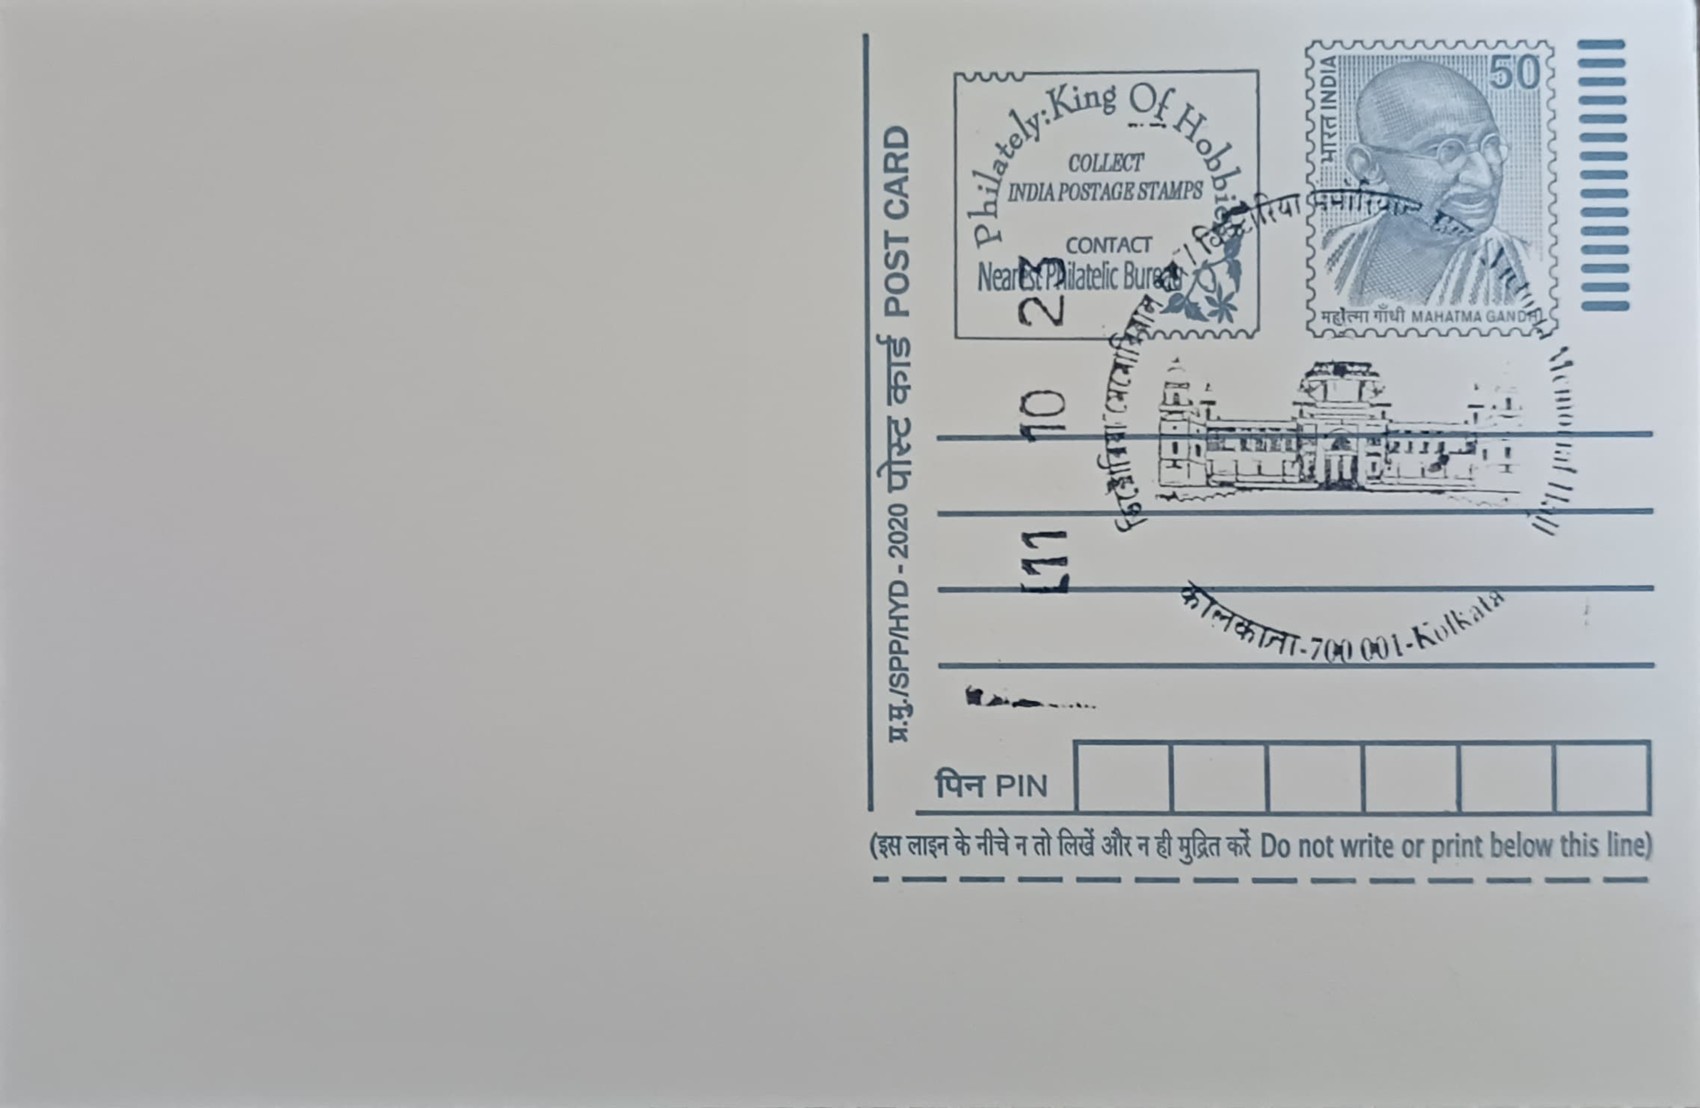 प्र.मु./SPP/HYD - 2020 पोस्ट कार्ड POST CARD
Philately: King Of Hobbies
COLLECT
INDIA POSTAGE STAMPS
CONTACT
Nearest Philatelic Bureau
भारत INDIA
50
महात्मा गाँधी MAHATMA GANDHI
11 10 23
ভিক্টোরিয়া মেমোরিয়াল হল / विक्टोरिया मेमोरियल हॉल / Victoria Memorial Hall
कोलकाता-700 001-Kolkata
पिन PIN
(इस लाइन के नीचे न तो लिखें और न ही मुद्रित करें Do not write or print below this line)